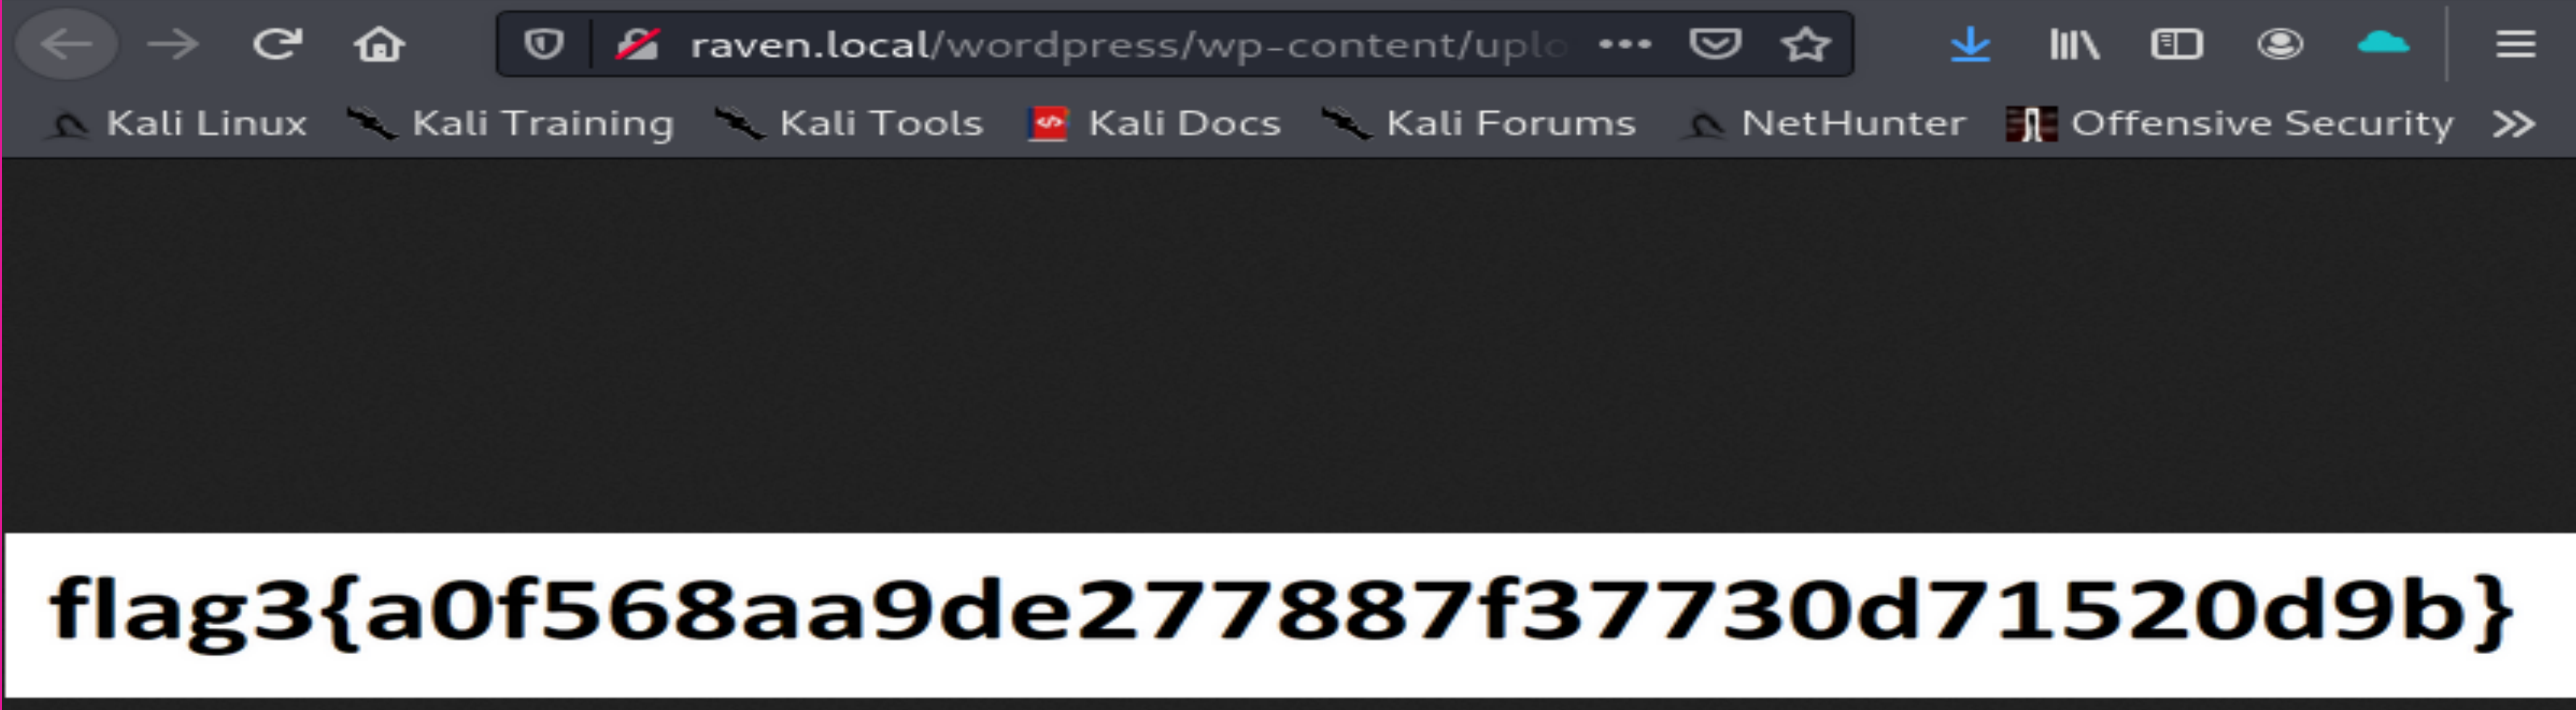 raven.local/wordpress/wp-content/uplo
Kali Linux Kali Training Kali Tools Kali Docs Kali Forums NetHunter Offensive Security
flag3{a0f568aa9de277887f37730d71520d9b}